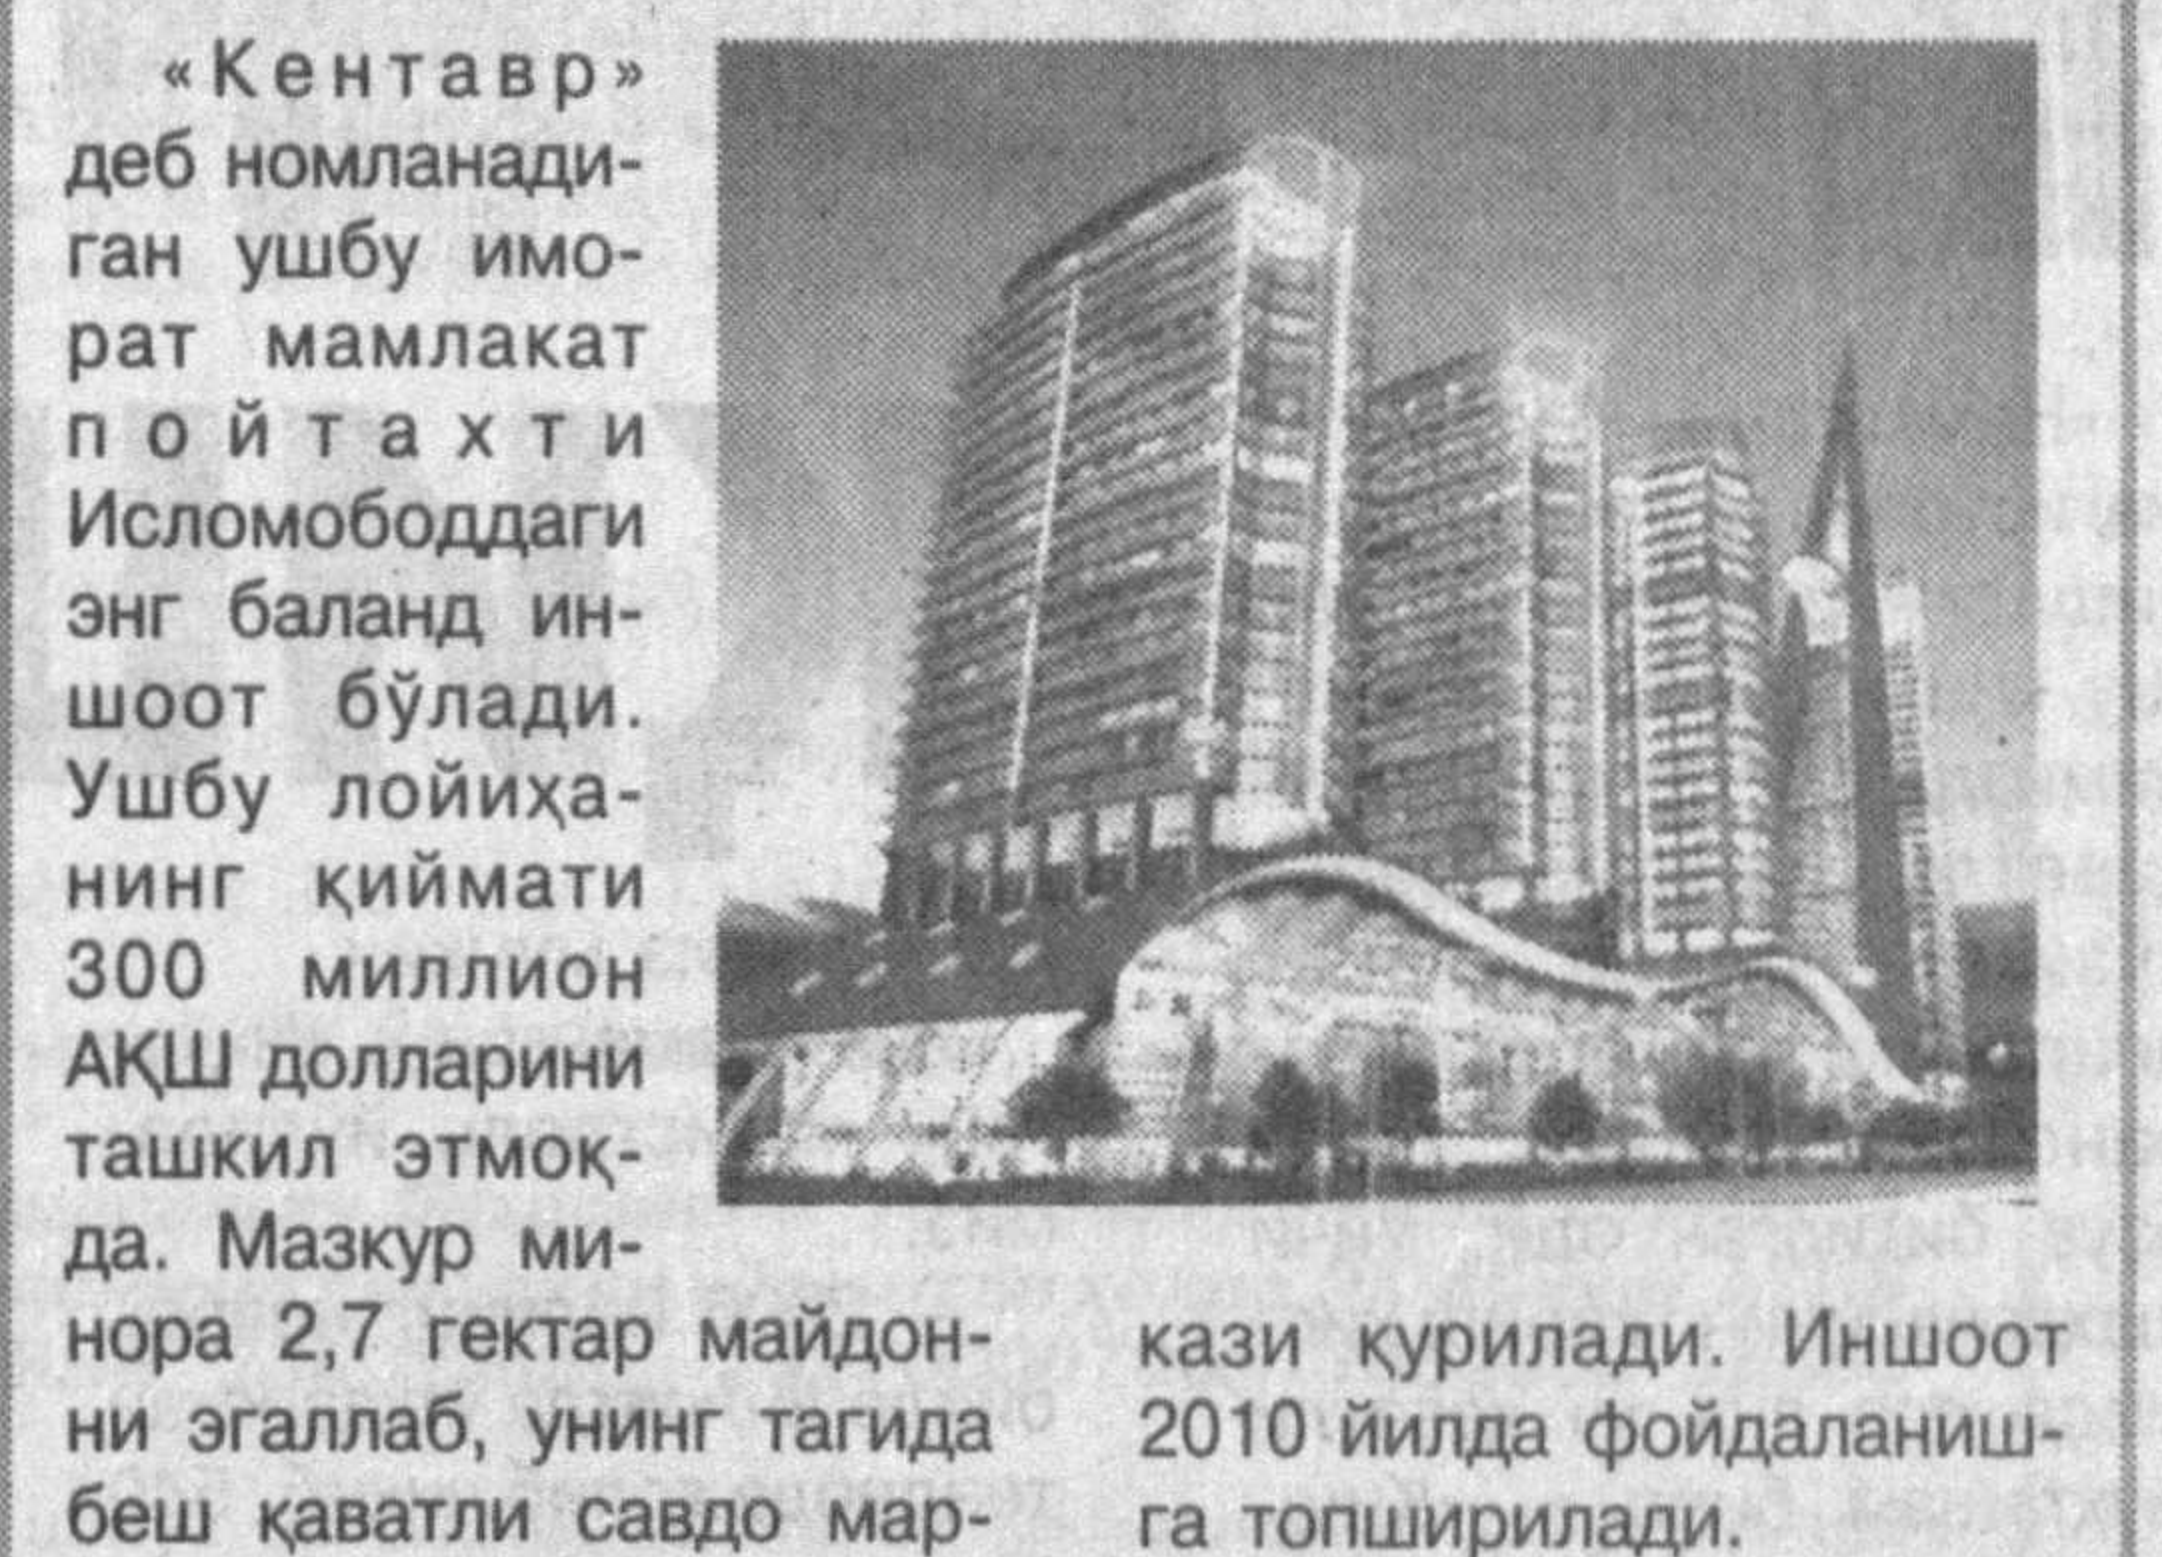 «Кентавр»
деб номланади-
ган ушбу имо-
рат мамлакат
пойтахти
Исломободдаги
энг баланд ин-
шоот бўлади.
Ушбу лойиҳа-
нинг қиймати
300 миллион
АҚШ долларини
ташкил этмоқ-
да. Мазкур ми-
нора 2,7 гектар майдон-
ни эгаллаб, унинг тагида
беш қаватли савдо мар-
кази қурилади. Иншоот
2010 йилда фойдаланиш-
га топширилади.